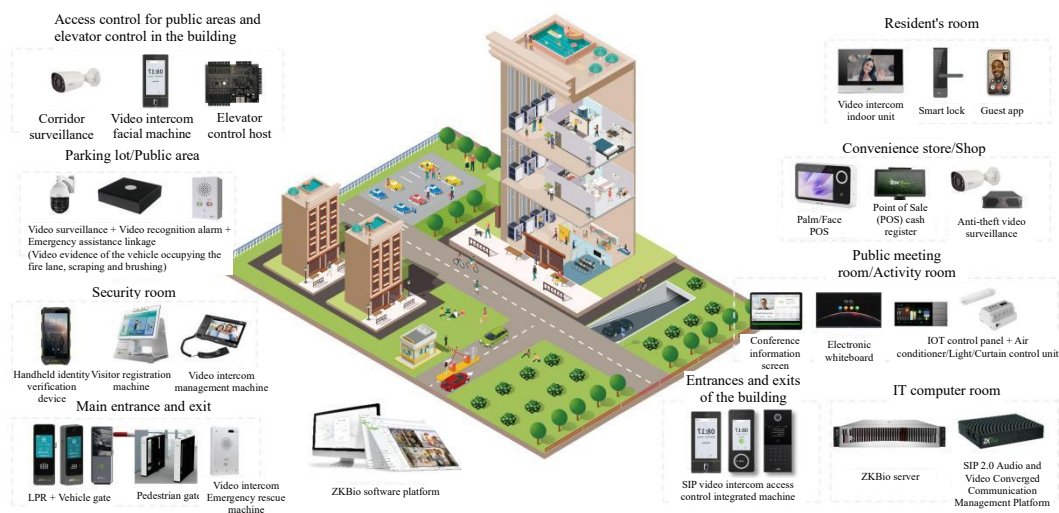 Access control for public areas and
elevator control in the building
Corridor
surveillance
Video intercom
facial machine
Elevator
control host
Parking lot/Public area
Video surveillance + Video recognition alarm +
Emergency assistance linkage
(Video evidence of the vehicle occupying the
fire lane, scraping and brushing)
Security room
Handheld identity
verification
device
Visitor registration
machine
Video intercom
management machine
Main entrance and exit
LPR + Vehicle gate
Pedestrian gate
Video intercom
Emergency rescue
machine
ZKBio software platform
Resident's room
Video intercom
indoor unit
Smart lock
Guest app
Convenience store/Shop
Palm/Face
POS
Point of Sale
(POS) cash
register
Anti-theft video
surveillance
Public meeting
room/Activity room
Conference
information
screen
Electronic
whiteboard
IOT control panel + Air
conditioner/Light/Curtain control unit
Entrances and exits
of the building
SIP video intercom access
control integrated machine
IT computer room
ZKBio server
SIP 2.0 Audio and
Video Converged
Communication
Management Platform